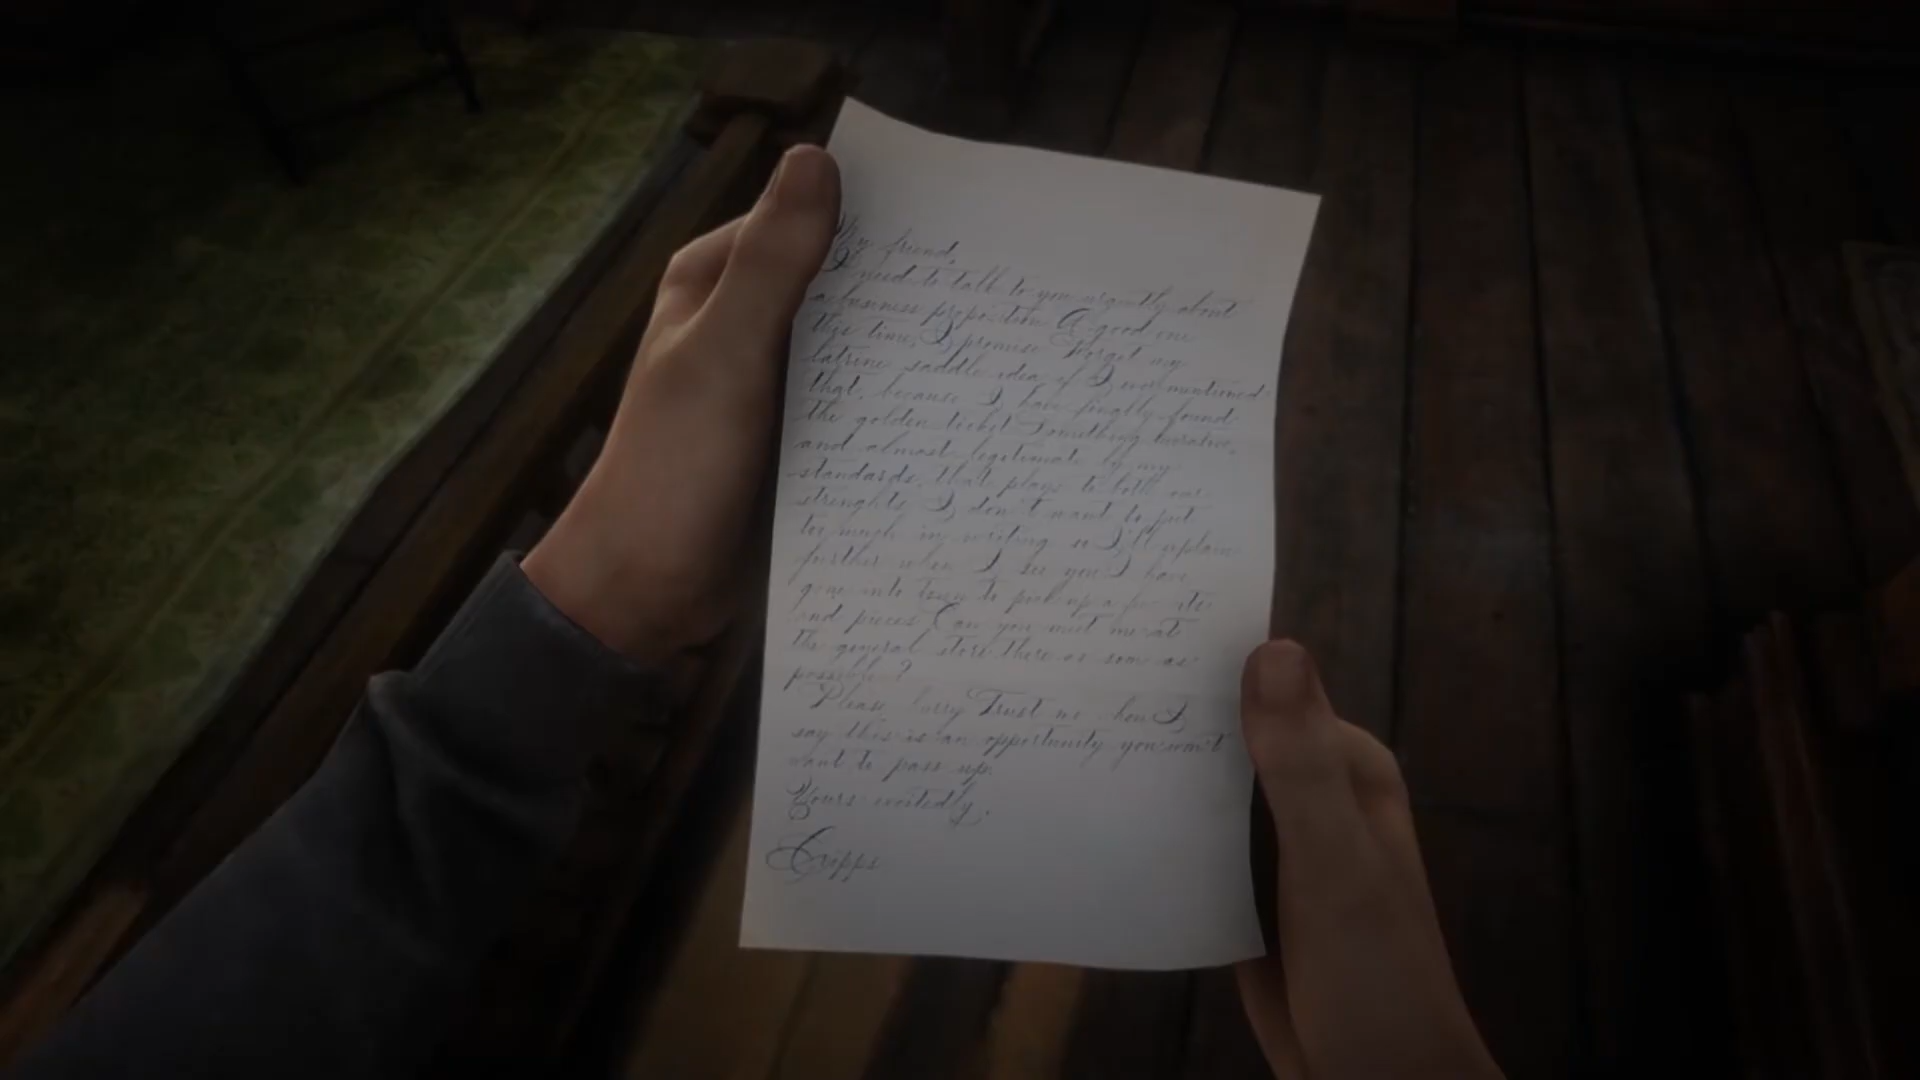 My friend,
I need to talk to you urgently about
a business proposition. A good one
this time, I promise. Forget my
latrine saddle idea if I ever mentioned
that, because I have finally found
the golden ticket. Something lucrative,
and almost legitimate by my
standards, that plays to both our
strenghts. I don't want to put
too much in writing so I'll explain
further when I see you. I have
gone into town to pick up a few bits
and pieces. Can you meet me at
the general store there as soon as
possible?
Please hurry. Trust me when I
say this is an opportunity you won't
want to pass up.
Yours excitedly,
Cripps